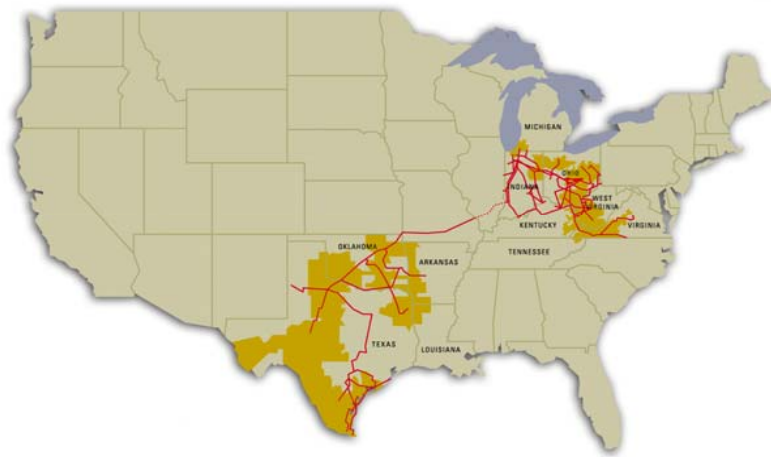 MICHIGAN
OHIO
INDIANA
WEST
VIRGINIA
VIRGINIA
KENTUCKY
TENNESSEE
OKLAHOMA
ARKANSAS
TEXAS
LOUISIANA